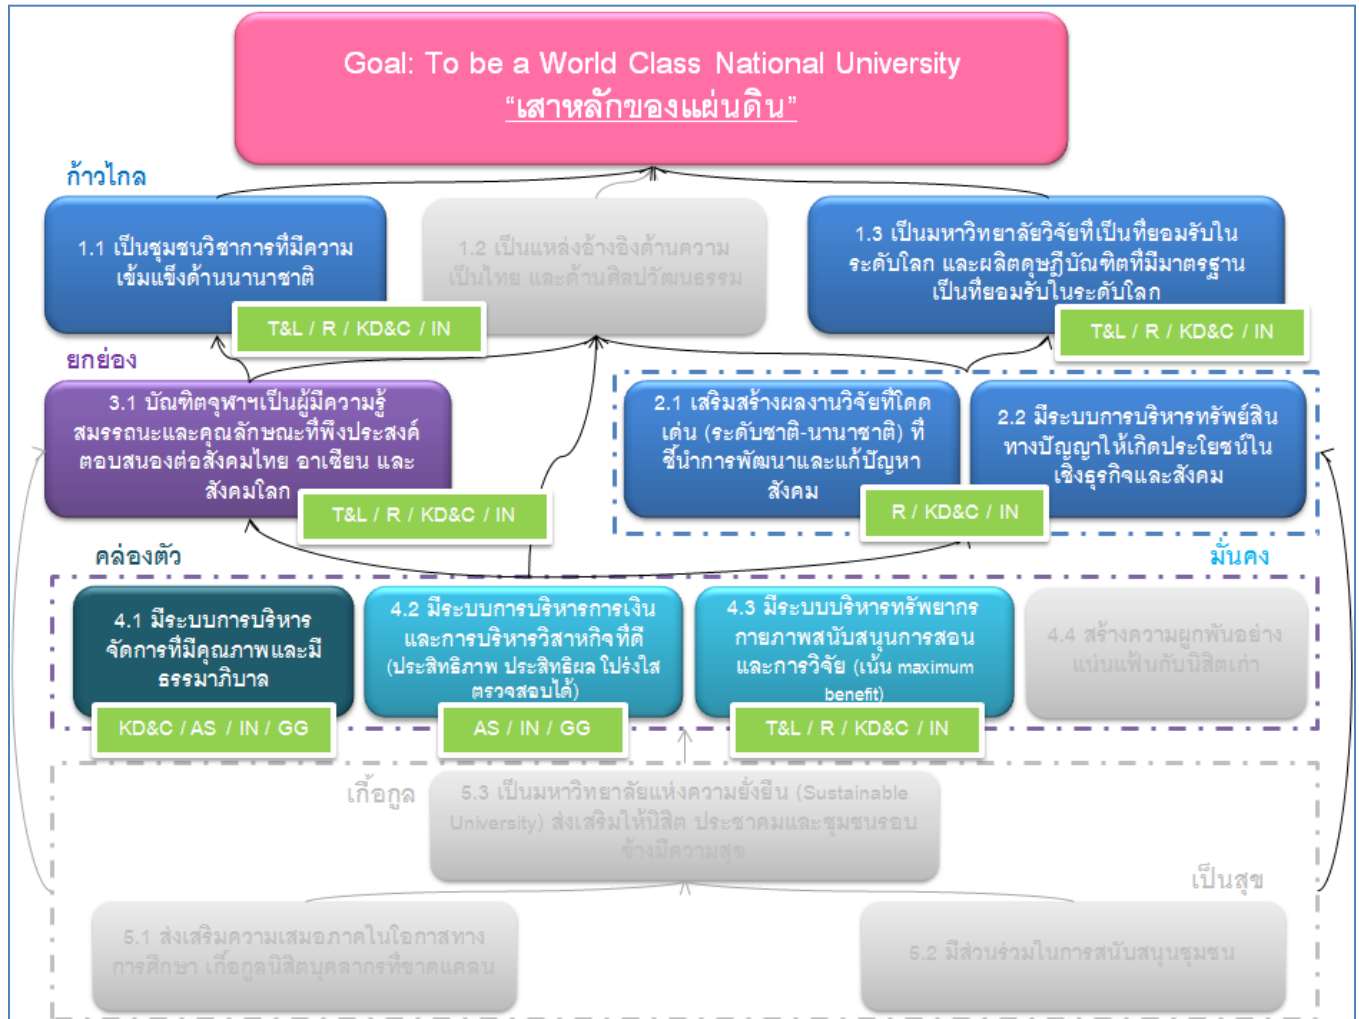 Goal: To be a World Class National University
“เสาหลักของแผ่นดิน”
ก้าวไกล
1.1 เป็นชุมชนวิชาการที่มีความ
เข้มแข็งด้านนานาชาติ
T&L / R / KD&C / IN
1.2 เป็นแหล่งอ้างอิงด้านความ
เป็นไทย และด้านศิลปวัฒนธรรม
1.3 เป็นมหาวิทยาลัยวิจัยที่เป็นที่ยอมรับใน
ระดับโลก และผลิตดุษฎีบัณฑิตที่มีมาตรฐาน
เป็นที่ยอมรับในระดับโลก
T&L / R / KD&C / IN
ยกย่อง
3.1 บัณฑิตจุฬาฯเป็นผู้มีความรู้
สมรรถนะและคุณลักษณะที่พึงประสงค์
ตอบสนองต่อสังคมไทย อาเซียน และ
สังคมโลก
T&L / R / KD&C / IN
2.1 เสริมสร้างผลงานวิจัยที่โดด
เด่น (ระดับชาติ-นานาชาติ) ที่
ชี้นำการพัฒนาและแก้ปัญหา
สังคม
2.2 มีระบบการบริหารทรัพย์สิน
ทางปัญญาให้เกิดประโยชน์ใน
เชิงธุรกิจและสังคม
R / KD&C / IN
คล่องตัว
มั่นคง
4.1 มีระบบการบริหาร
จัดการที่มีคุณภาพและมี
ธรรมาภิบาล
KD&C / AS / IN / GG
4.2 มีระบบการบริหารการเงิน
และการบริหารวิสาหกิจที่ดี
(ประสิทธิภาพ ประสิทธิผล โปร่งใส
ตรวจสอบได้)
AS / IN / GG
4.3 มีระบบบริหารทรัพยากร
กายภาพสนับสนุนการสอน
และการวิจัย (เน้น maximum
benefit)
T&L / R / KD&C / IN
4.4 สร้างความผูกพันอย่าง
แน่นแฟ้นกับนิสิตเก่า
เกื้อกูล
5.3 เป็นมหาวิทยาลัยแห่งความยั่งยืน (Sustainable
University) ส่งเสริมให้นิสิต ประชาคมและชุมชนรอบ
ข้างมีความสุข
เป็นสุข
5.1 ส่งเสริมความเสมอภาคในโอกาสทาง
การศึกษา เกื้อกูลนิสิตบุคลากรที่ขาดแคลน
5.2 มีส่วนร่วมในการสนับสนุนชุมชน